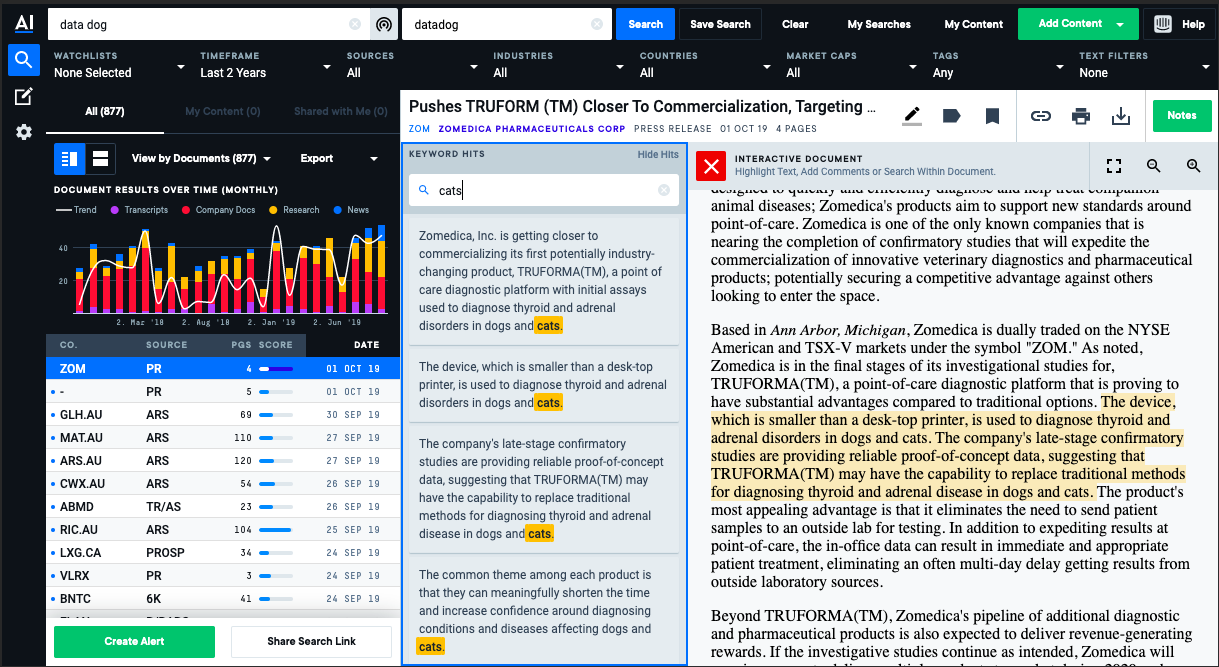 AI
data dog
datadog
Search
Save Search
Clear
My Searches
My Content
Add Content
Help
WATCHLISTS
None Selected
TIMEFRAME
Last 2 Years
SOURCES
All
INDUSTRIES
All
COUNTRIES
All
MARKET CAPS
All
TAGS
Any
TEXT FILTERS
None
All (877)
My Content (0)
Shared with Me (0)
View by Documents (877)
Export
DOCUMENT RESULTS OVER TIME (MONTHLY)
Trend
Transcripts
Company Docs
Research
News
40
20
2. Mar '18
2. Aug '18
2. Jan '19
2. Jun '19
CO. SOURCE PGS SCORE DATE
ZOM PR 4 01 OCT 19
- PR 5 01 OCT 19
GLH.AU ARS 69 30 SEP 19
MAT.AU ARS 110 27 SEP 19
ARS.AU ARS 120 27 SEP 19
CWX.AU ARS 54 26 SEP 19
ABMD TR/AS 23 26 SEP 19
RIC.AU ARS 104 25 SEP 19
LXG.CA PROSP 34 24 SEP 19
VLRX PR 3 24 SEP 19
BNTC 6K 41 24 SEP 19
Create Alert
Share Search Link
Pushes TRUFORM (TM) Closer To Commercialization, Targeting ...
ZOM ZOMEDICA PHARMACEUTICALS CORP PRESS RELEASE 01 OCT 19 4 PAGES
Notes
KEYWORD HITS
Hide Hits
cats
Zomedica, Inc. is getting closer to
commercializing its first potentially industry-
changing product, TRUFORMA(TM), a point of
care diagnostic platform with initial assays
used to diagnose thyroid and adrenal
disorders in dogs and cats.
The device, which is smaller than a desk-top
printer, is used to diagnose thyroid and adrenal
disorders in dogs and cats.
The company's late-stage confirmatory
studies are providing reliable proof-of-concept
data, suggesting that TRUFORMA(TM) may
have the capability to replace traditional
methods for diagnosing thyroid and adrenal
disease in dogs and cats.
The common theme among each product is
that they can meaningfully shorten the time
and increase confidence around diagnosing
conditions and diseases affecting dogs and
cats.
INTERACTIVE DOCUMENT
Highlight Text, Add Comments or Search Within Document.
designed to quickly and efficiently diagnose and help treat companion
animal diseases; Zomedica's products aim to support new standards around
point-of-care. Zomedica is one of the only known companies that is
nearing the completion of confirmatory studies that will expedite the
commercialization of innovative veterinary diagnostics and pharmaceutical
products; potentially securing a competitive advantage against others
looking to enter the space.
Based in Ann Arbor, Michigan, Zomedica is dually traded on the NYSE
American and TSX-V markets under the symbol "ZOM." As noted,
Zomedica is in the final stages of its investigational studies for,
TRUFORMA(TM), a point-of-care diagnostic platform that is proving to
have substantial advantages compared to traditional options. The device,
which is smaller than a desk-top printer, is used to diagnose thyroid and
adrenal disorders in dogs and cats. The company's late-stage confirmatory
studies are providing reliable proof-of-concept data, suggesting that
TRUFORMA(TM) may have the capability to replace traditional methods
for diagnosing thyroid and adrenal disease in dogs and cats. The product's
most appealing advantage is that it eliminates the need to send patient
samples to an outside lab for testing. In addition to expediting results at
point-of-care, the in-office data can result in immediate and appropriate
patient treatment, eliminating an often multi-day delay getting results from
outside laboratory sources.
Beyond TRUFORMA(TM), Zomedica's pipeline of additional diagnostic
and pharmaceutical products is also expected to deliver revenue-generating
rewards. If the investigative studies continue as intended, Zomedica will